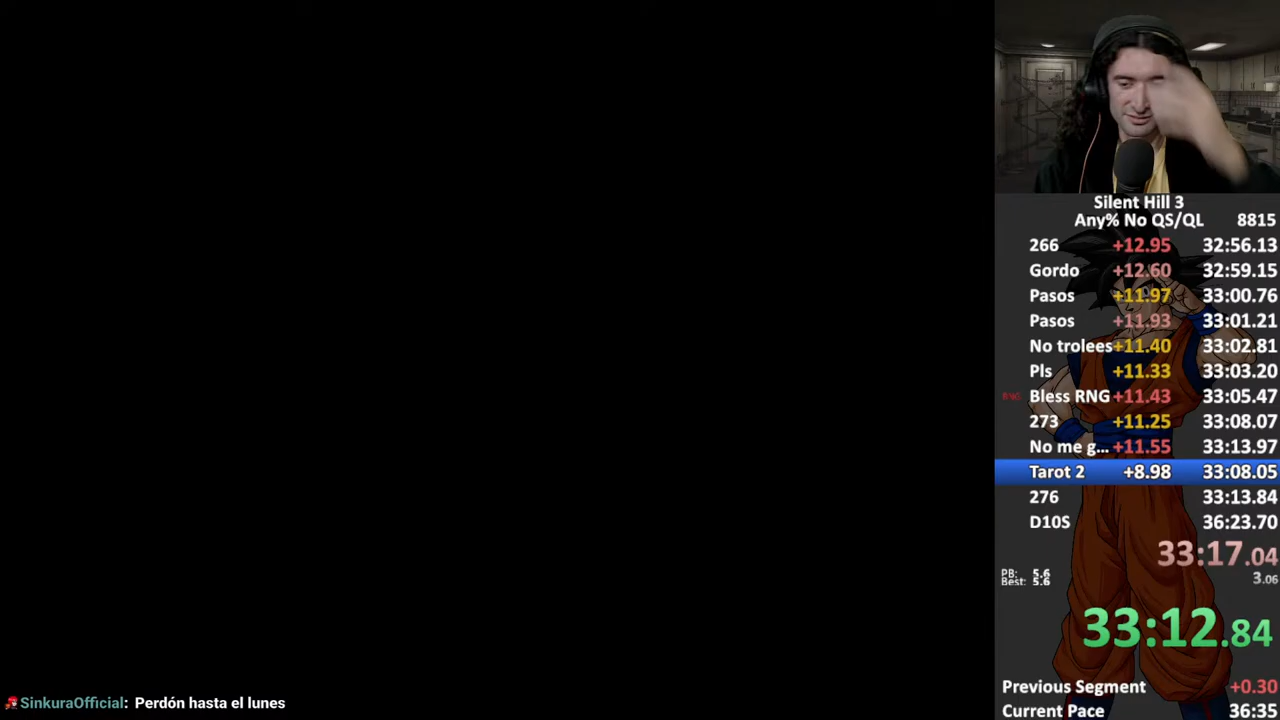 Silent Hill 3
Any% No QS/QL 8815
266 +12.95 32:56.13
Gordo +12.60 32:59.15
Pasos +11.97 33:00.76
Pasos +11.93 33:01.21
No trolees +11.40 33:02.81
Pls +11.33 33:03.20
RNG Bless RNG +11.43 33:05.47
273 +11.25 33:08.07
No me g... +11.55 33:13.97
Tarot 2 +8.98 33:08.05
276 33:13.84
D10S 36:23.70
33:17.04
PB: 5.6
Best: 5.6 3.06
33:12.84
Previous Segment +0.30
Current Pace 36:35
SinkuraOfficial: Perdón hasta el lunes